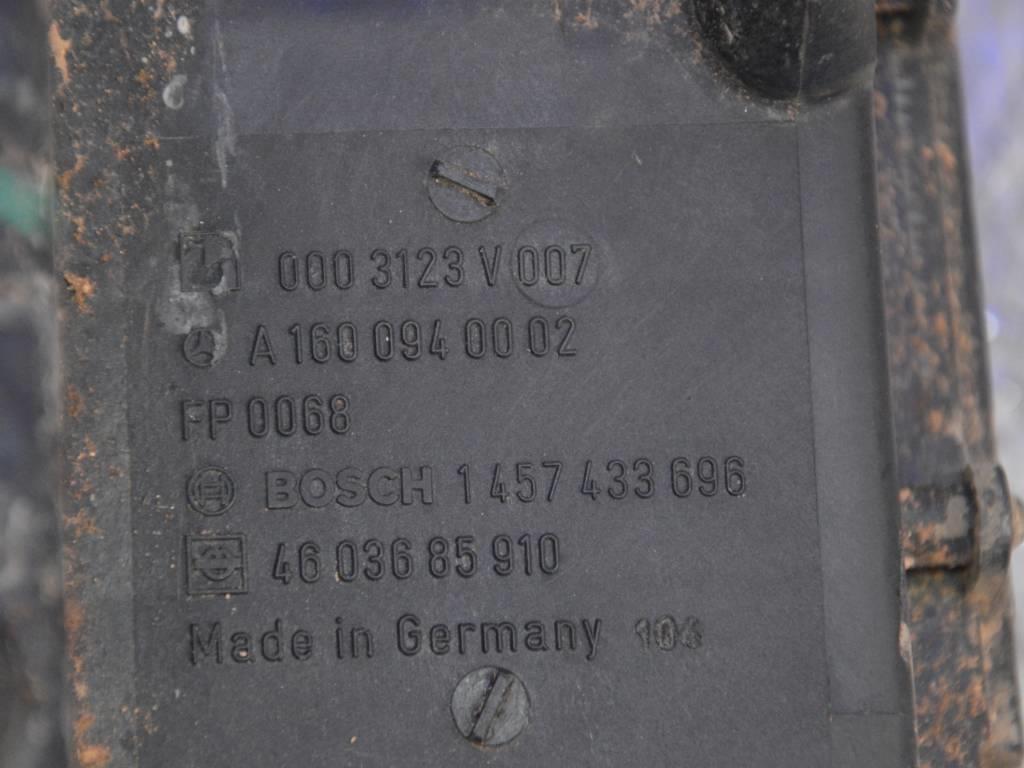 000 3123 V 007
A 160 094 00 02
FP 0068
BOSCH 1 457 433 696
46 036 85 910
Made in Germany